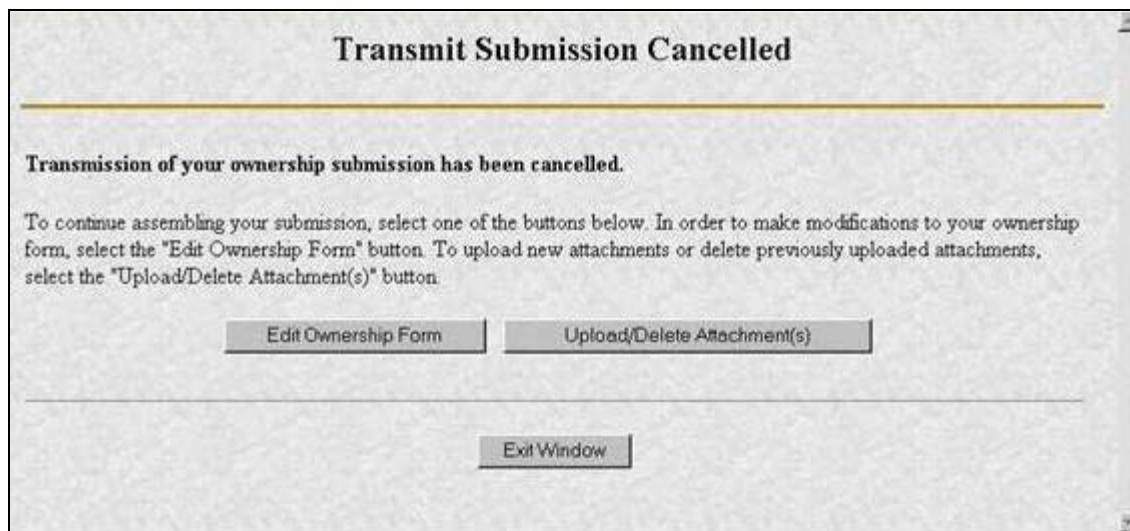 Transmit Submission Cancelled
Transmission of your ownership submission has been cancelled.
To continue assembling your submission, select one of the buttons below. In order to make modifications to your ownership
form, select the "Edit Ownership Form" button. To upload new attachments or delete previously uploaded attachments,
select the "Upload/Delete Attachment(s)" button.
Edit Ownership Form Upload/Delete Attachment(s)
Exit Window